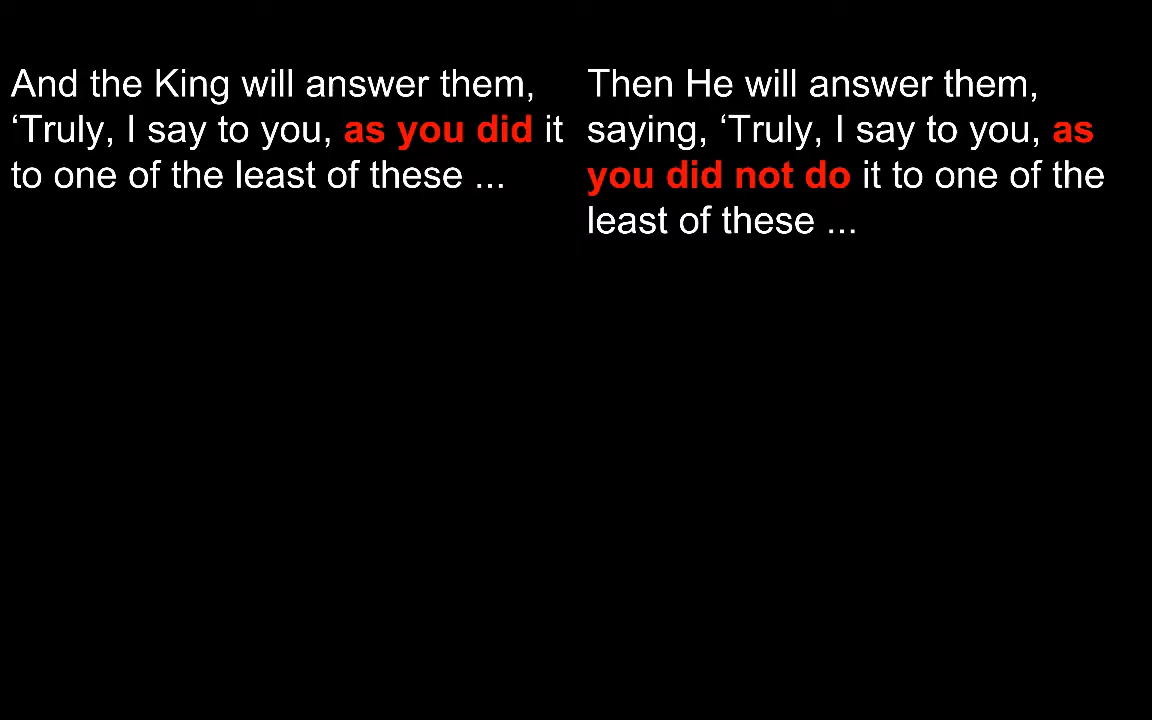 And the King will answer them,
‘Truly, I say to you, as you did it
to one of the least of these ...
Then He will answer them,
saying, ‘Truly, I say to you, as
you did not do it to one of the
least of these ...